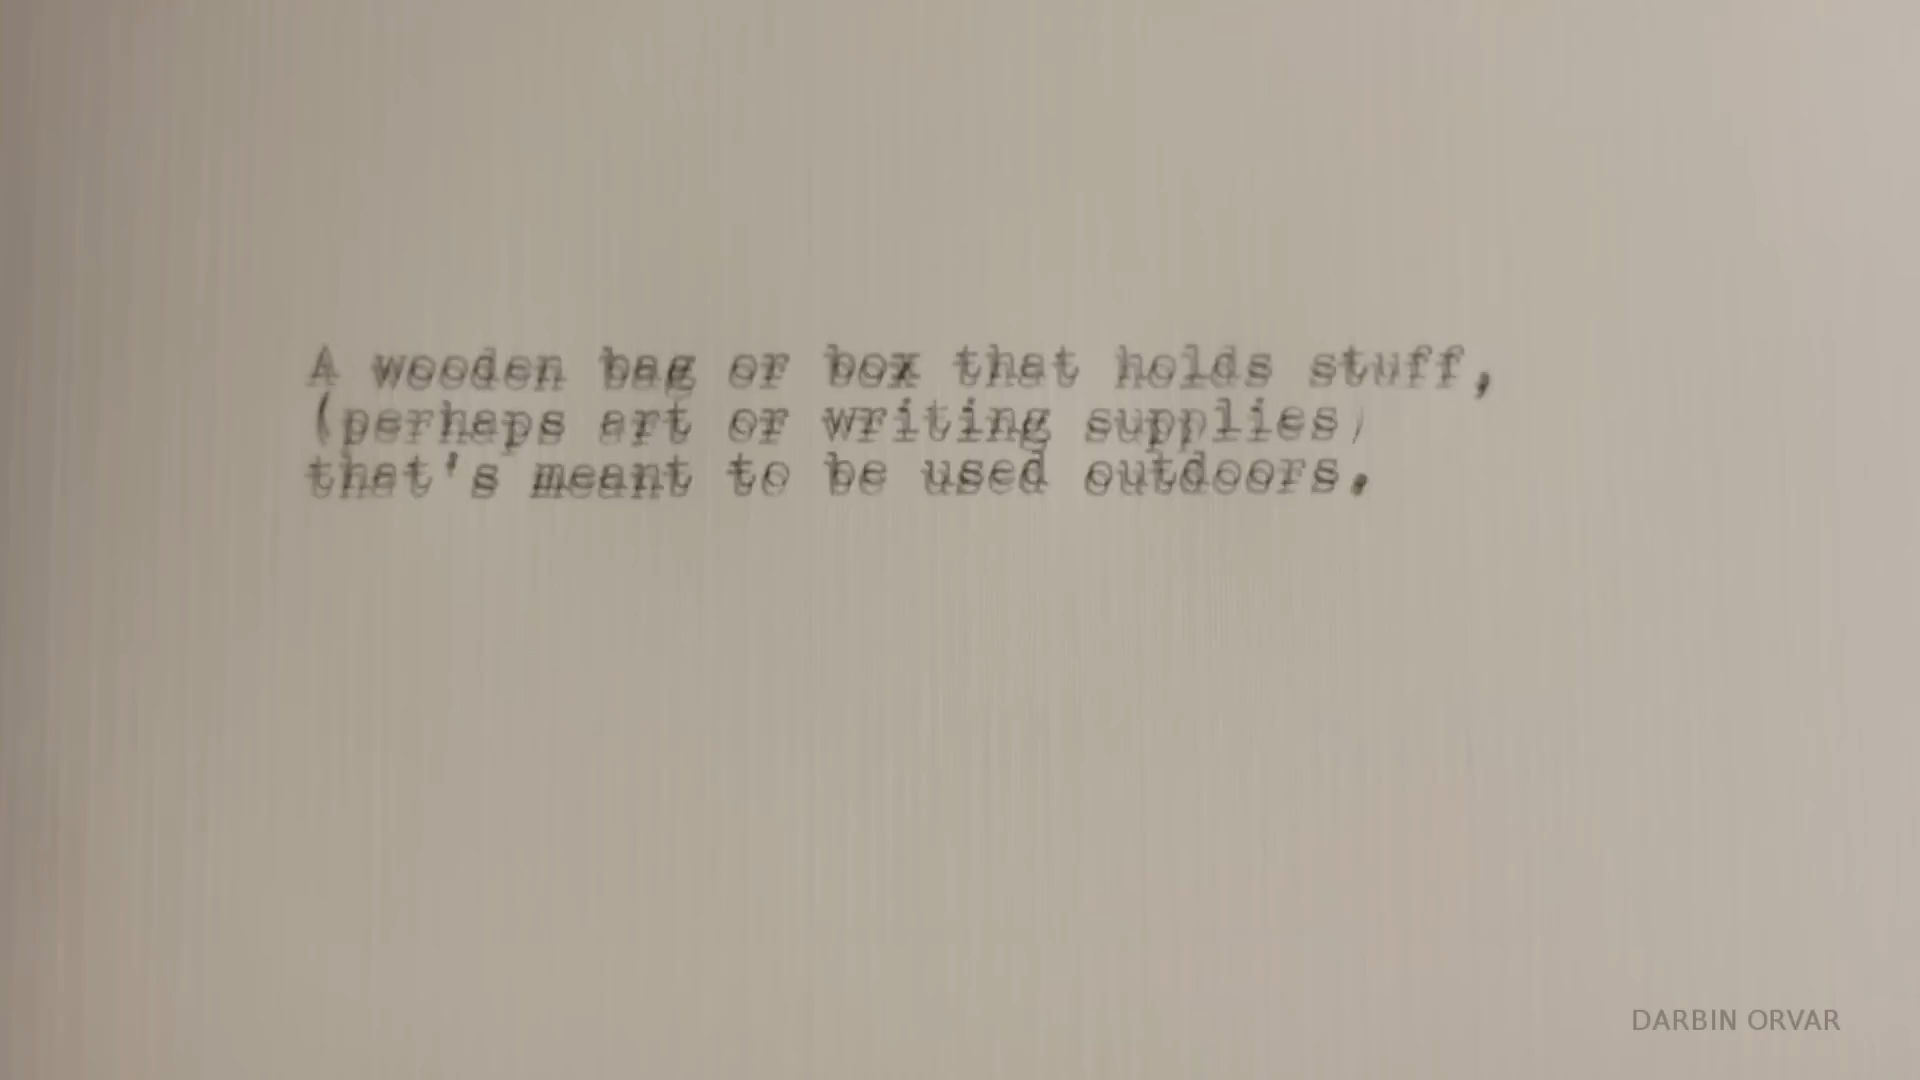 A wooden bag or box that holds stuff,
(perhaps art or writing supplies)
that's meant to be used outdoors.
DARBIN ORVAR